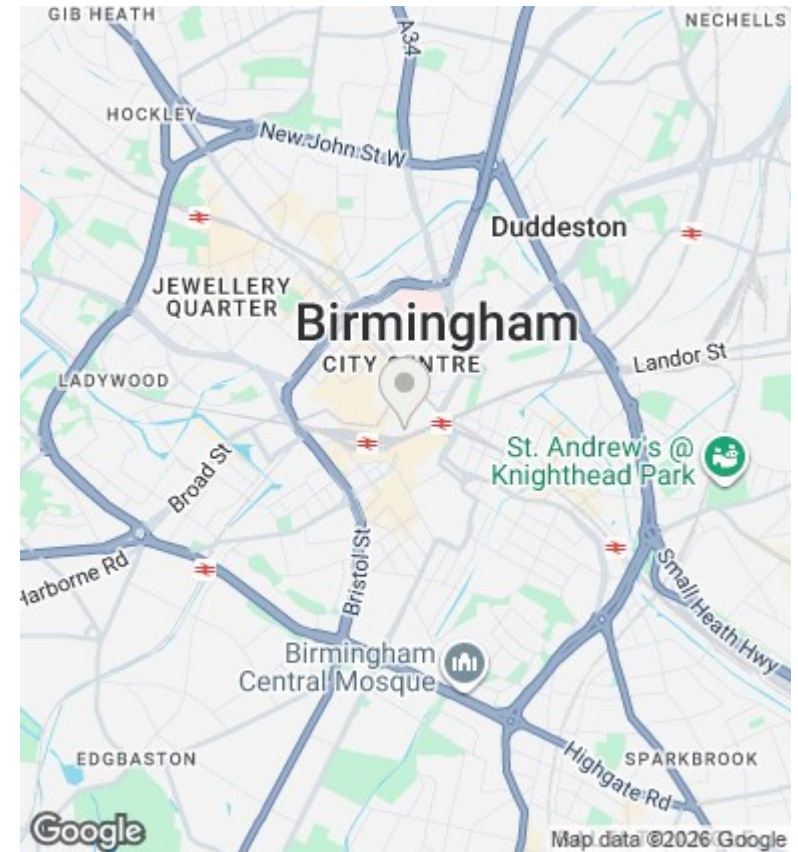 GIB HEATH
A34
NECHELLS
HOCKLEY
New John St W
Duddeston
JEWELLERY
QUARTER
Birmingham
CITY CENTRE
Landor St
LADYWOOD
St. Andrew's @
Knighthead Park
Broad St
Harborne Rd
Bristol St
Small Heath Hwy
Birmingham
Central Mosque
EDGBASTON
SPARKBROOK
Highgate Rd
Google
Map data ©2026 Google